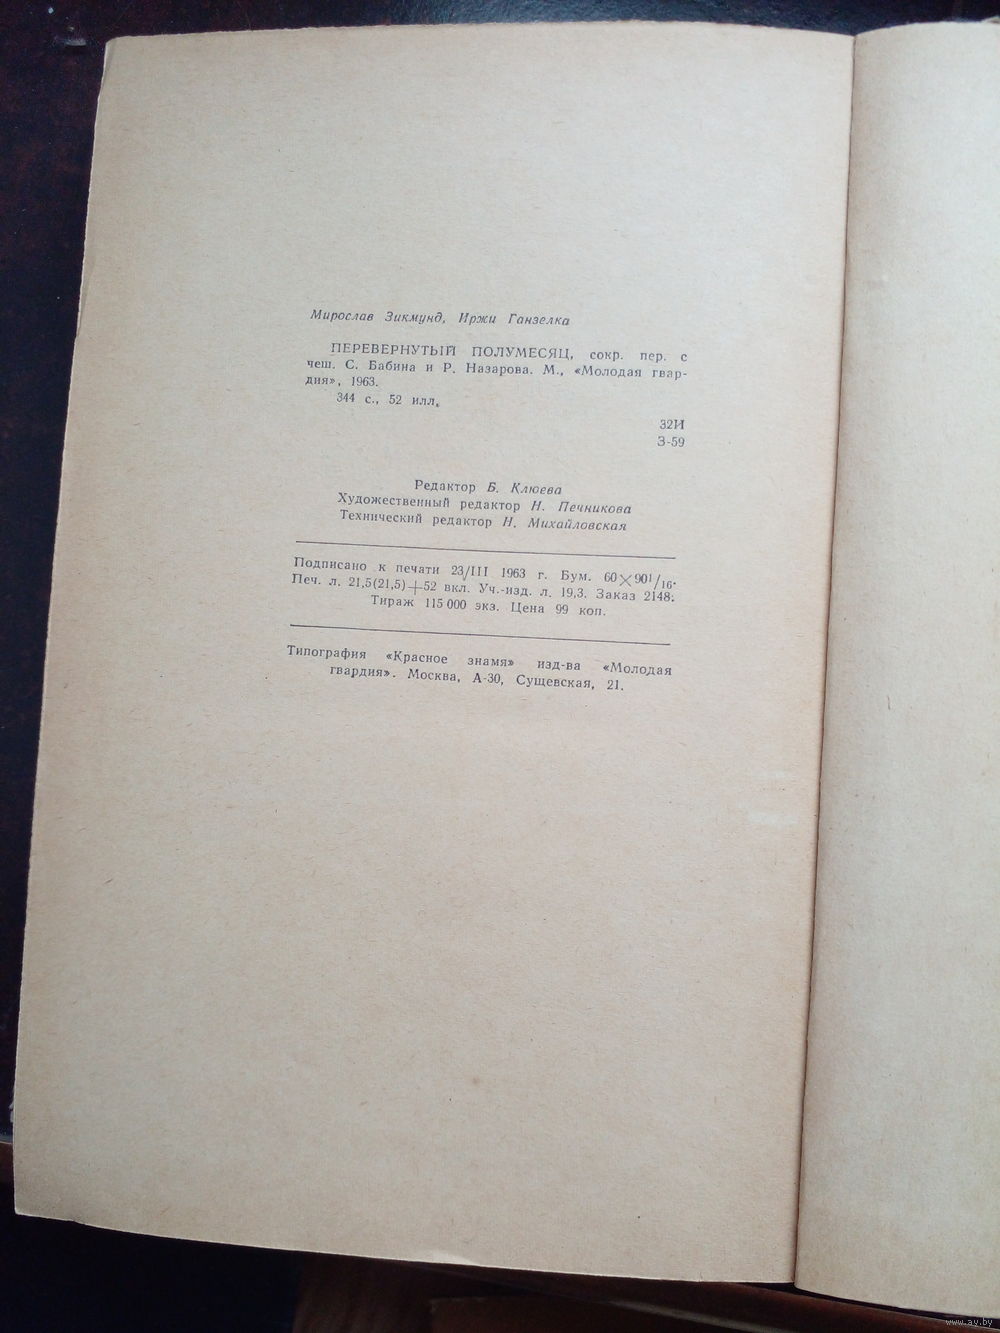 Мирослав Зикмунд, Иржи Ганзелка
ПЕРЕВЕРНУТЫЙ ПОЛУМЕСЯЦ, сокр. пер. с
чеш. С. Бабина и Р. Назарова. М., «Молодая гвар-
дия», 1963.
344 с., 52 илл.
32И
З-59
Редактор Б. Клюева
Художественный редактор Н. Печникова
Технический редактор Н. Михайловская
Подписано к печати 23/III 1963 г. Бум. 60×90¹/₁₆.
Печ. л. 21,5(21,5)+52 вкл. Уч.-изд. л. 19,3. Заказ 2148.
Тираж 115 000 экз. Цена 99 коп.
Типография «Красное знамя» изд-ва «Молодая
гвардия». Москва, А-30, Сущевская, 21.
www.ay.by